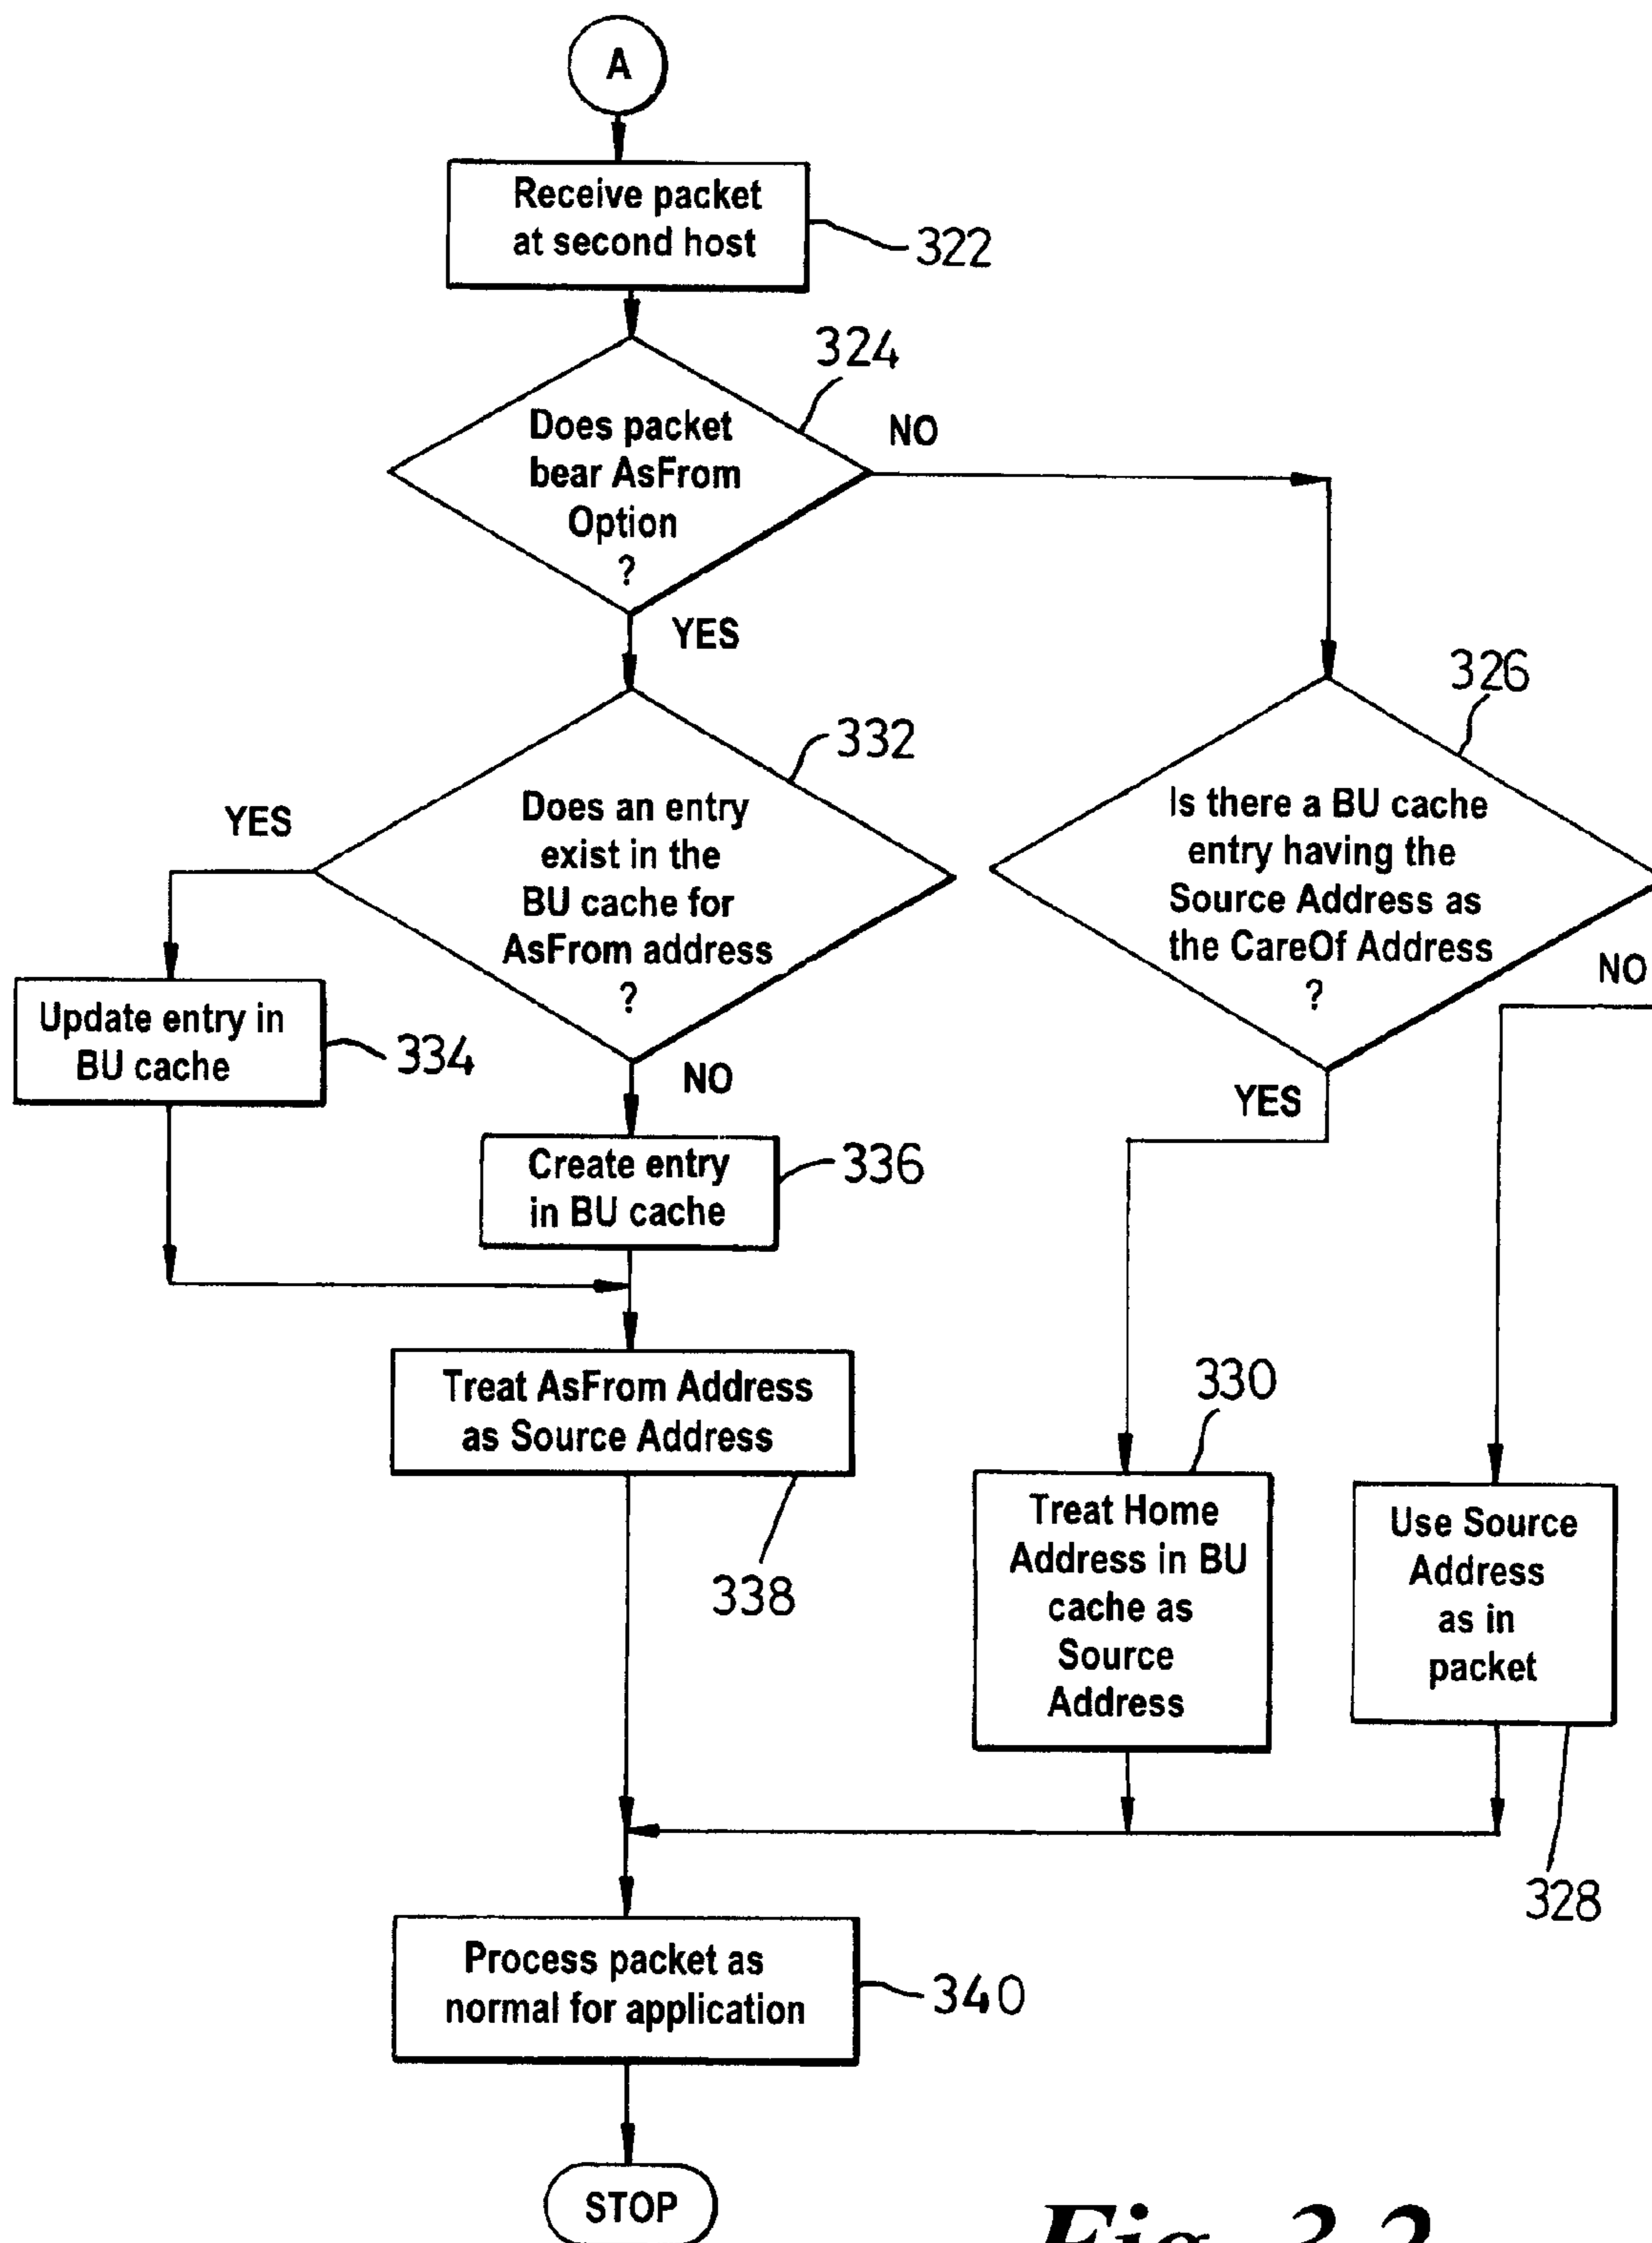 A
Receive packet
at second host
322
324
Does packet
bear AsFrom
Option
?
NO
YES
326
332
Does an entry
exist in the
BU cache for
AsFrom address
?
YES
Is there a BU cache
entry having the
Source Address as
the CareOf Address
?
NO
Update entry in
BU cache
334
NO
YES
Create entry
in BU cache
336
Treat AsFrom Address
as Source Address
338
330
Treat Home
Address in BU
cache as
Source
Address
Use Source
Address
as in
packet
328
Process packet as
normal for application
340
STOP
Fig. 3.2